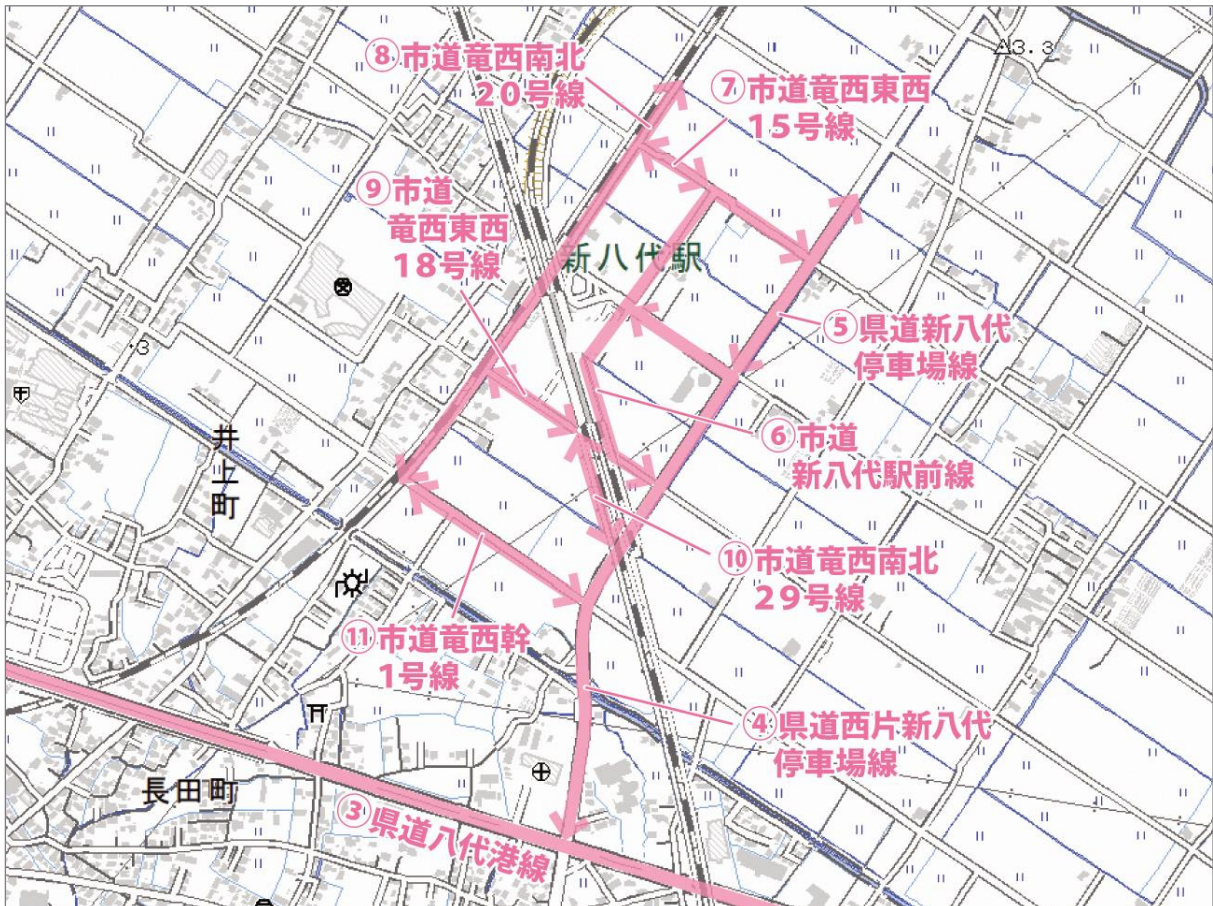 3.3
⑧市道竜西南北
20号線
⑦市道竜西東西
15号線
⑨市道
竜西東西
18号線
新八代駅
⑤県道新八代
停車場線
3
井上町
⑥市道
新八代駅前線
⑩市道竜西南北
29号線
⑪市道竜西幹
1号線
④県道西片新八代
停車場線
長田町
③県道八代港線